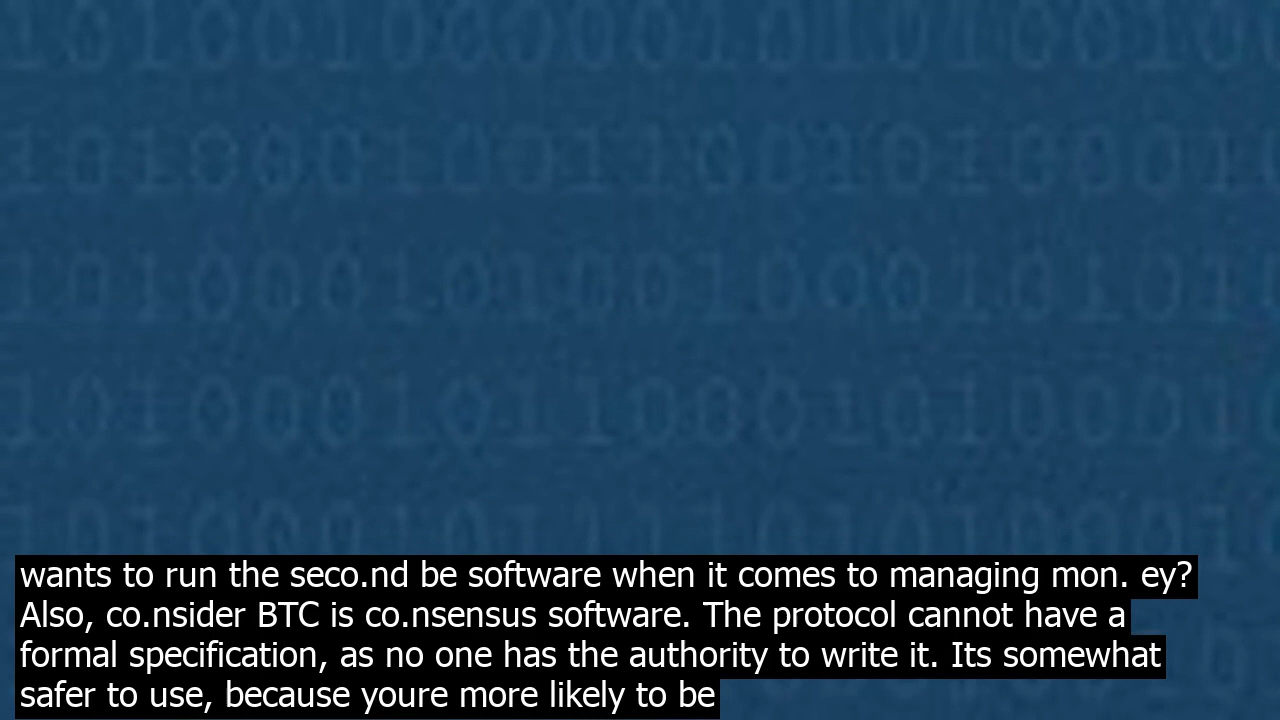 wants to run the seco.nd be software when it comes to managing mon. ey?
Also, co.nsider BTC is co.nsensus software. The protocol cannot have a
formal specification, as no one has the authority to write it. Its somewhat
safer to use, because youre more likely to be